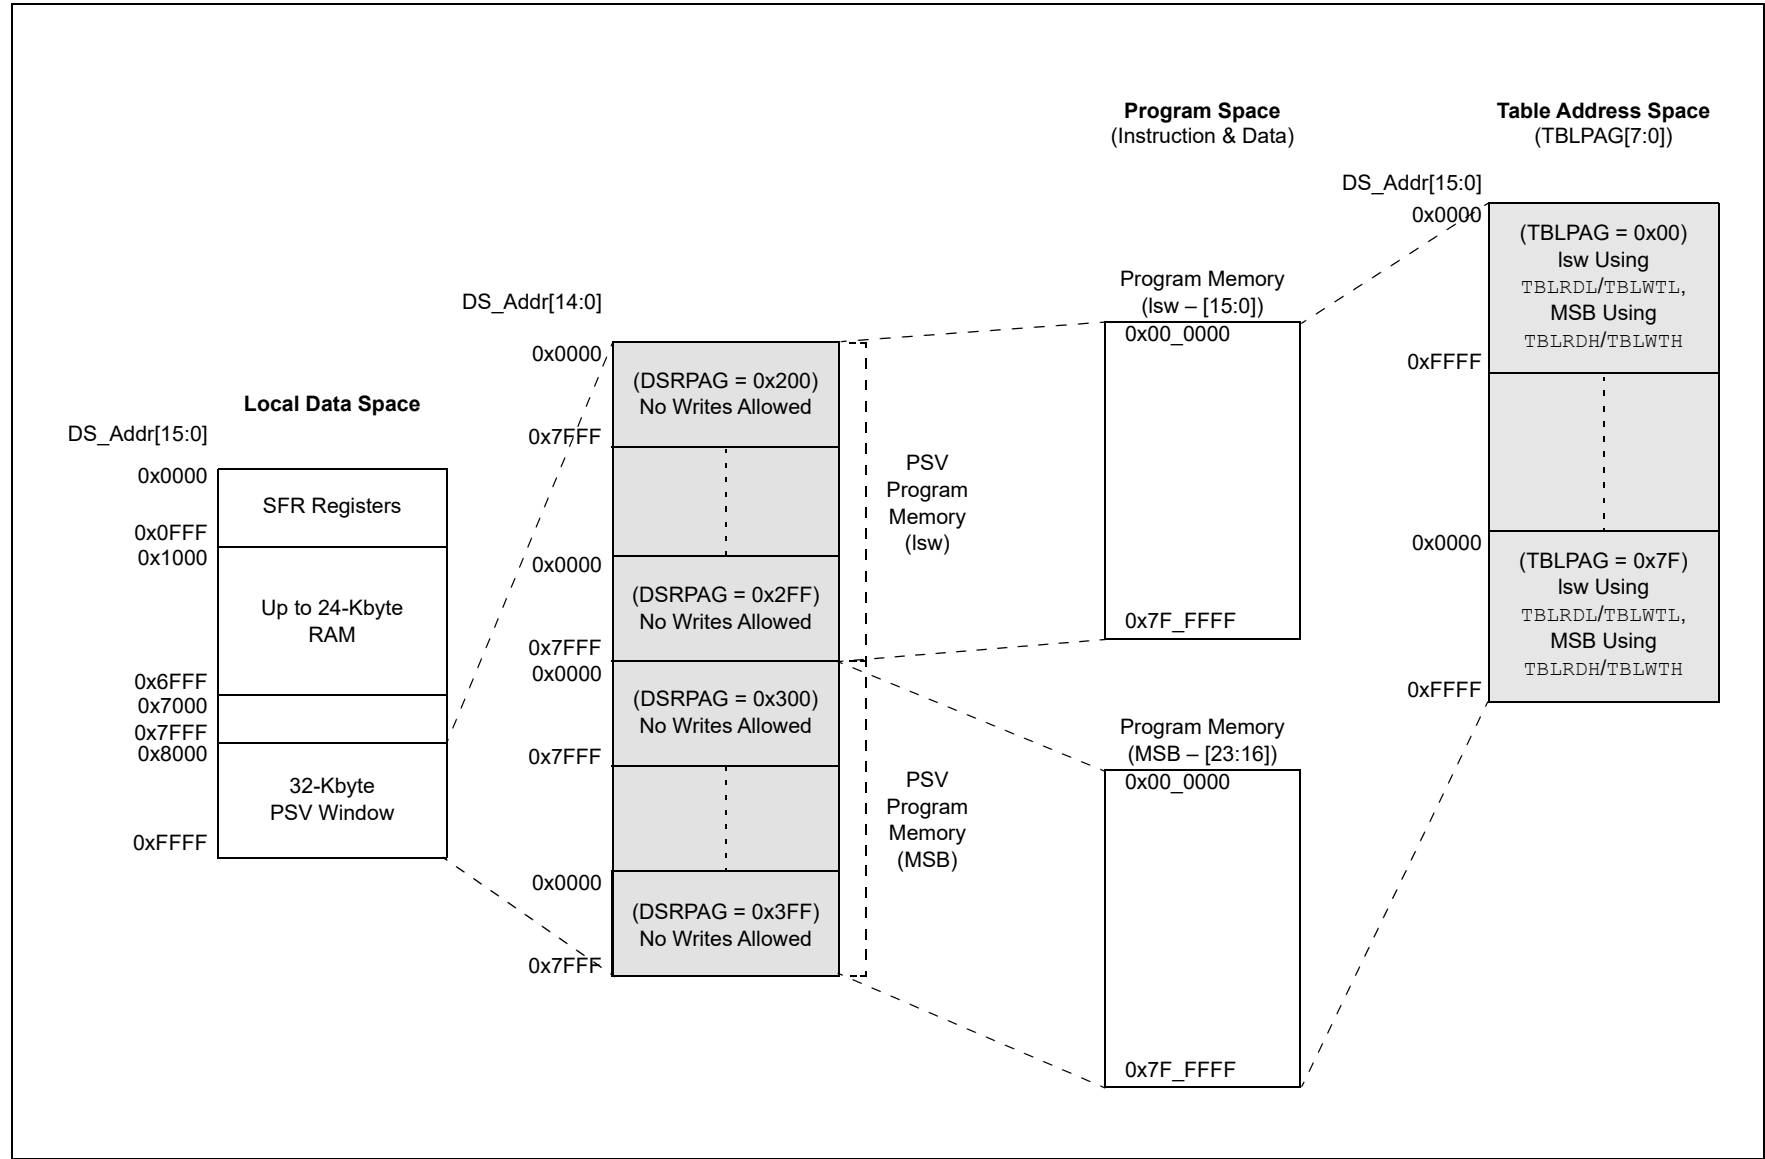 Program Space
(Instruction & Data)
Table Address Space
(TBLPAG[7:0])
Local Data Space
DS_Addr[15:0]
0x0000
SFR Registers
0x0FFF
0x1000
Up to 24-Kbyte
RAM
0x6FFF
0x7000
0x7FFF
0x8000
32-Kbyte
PSV Window
0xFFFF
DS_Addr[14:0]
0x0000
(DSRPAG = 0x200)
No Writes Allowed
0x7FFF
0x0000
(DSRPAG = 0x2FF)
No Writes Allowed
0x7FFF
0x0000
(DSRPAG = 0x300)
No Writes Allowed
0x7FFF
0x0000
(DSRPAG = 0x3FF)
No Writes Allowed
0x7FFF
PSV
Program
Memory
(lsw)
PSV
Program
Memory
(MSB)
Program Memory
(lsw – [15:0])
0x00_0000
0x7F_FFFF
Program Memory
(MSB – [23:16])
0x00_0000
0x7F_FFFF
DS_Addr[15:0]
0x0000
(TBLPAG = 0x00)
lsw Using
TBLRDL/TBLWTL,
MSB Using
TBLRDH/TBLWTH
0xFFFF
0x0000
(TBLPAG = 0x7F)
lsw Using
TBLRDL/TBLWTL,
MSB Using
TBLRDH/TBLWTH
0xFFFF